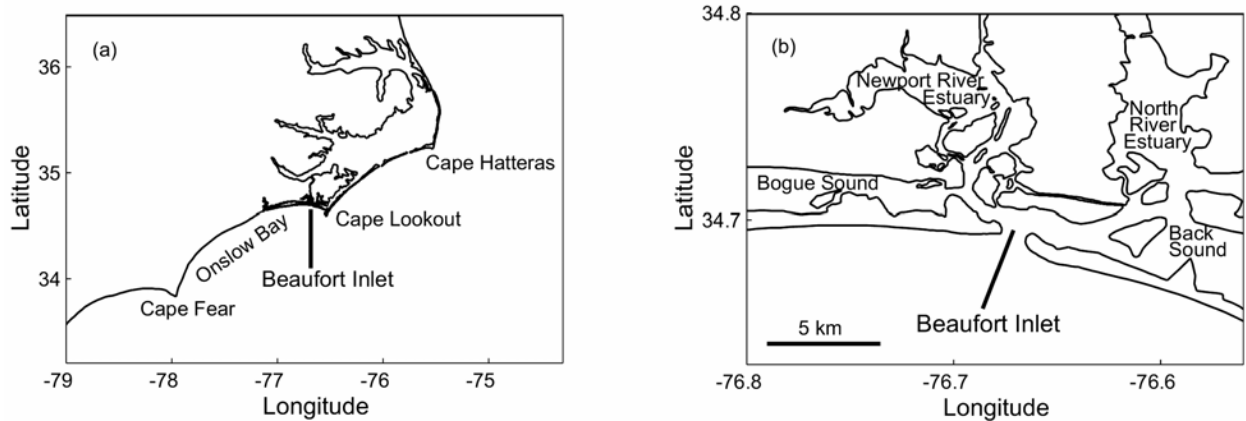 (a)
36
35
34
Latitude
Cape Hatteras
Cape Lookout
Onslow Bay
Beaufort Inlet
Cape Fear
-79
-78
-77
-76
-75
Longitude
(b)
34.8
34.7
Latitude
Newport River
Estuary
North
River
Estuary
Bogue Sound
Back
Sound
Beaufort Inlet
5 km
-76.8
-76.7
-76.6
Longitude